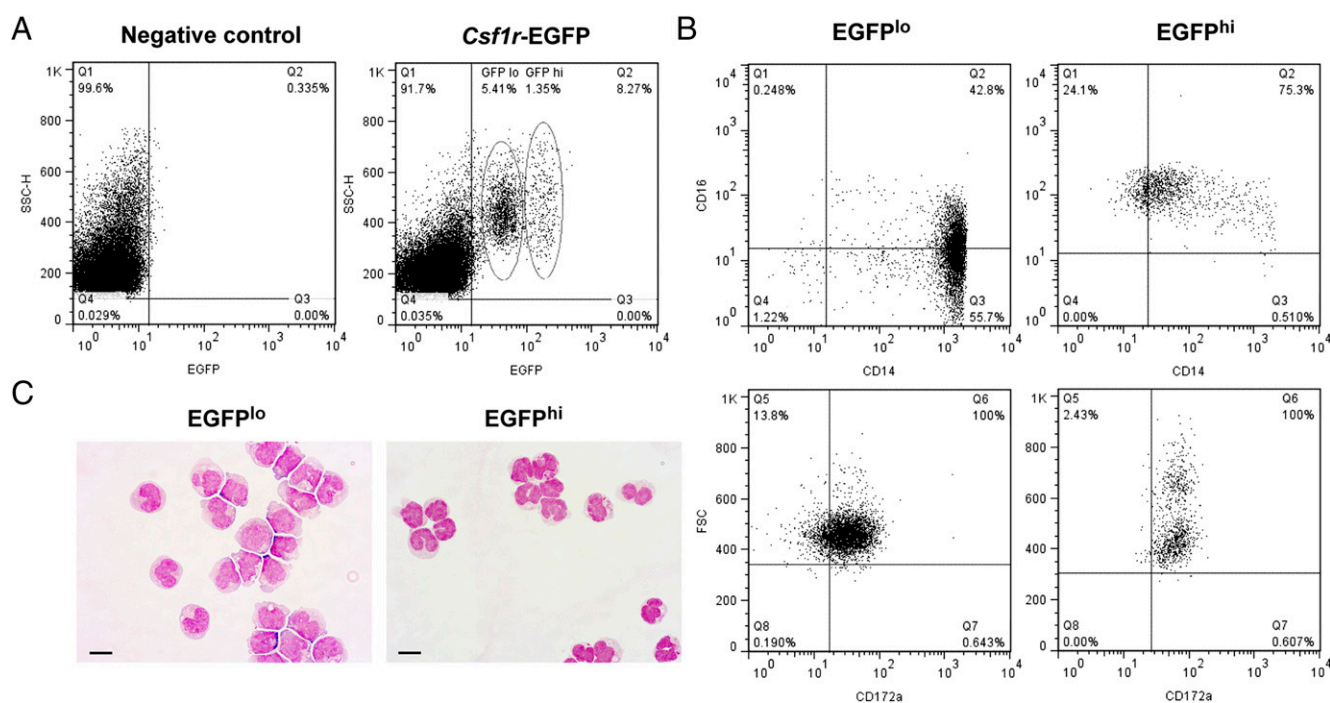 A
Negative control
Csf1r-EGFP
Q1
99.6%
Q2
0.335%
1K
800
600
400
200
0
SSC-H
Q4
0.029%
Q3
0.00%
10^0
10^1
10^2
10^3
10^4
EGFP
Q1
91.7%
GFP lo
5.41%
GFP hi
1.35%
Q2
8.27%
1K
800
600
400
200
0
SSC-H
Q4
0.035%
Q3
0.00%
10^0
10^1
10^2
10^3
10^4
EGFP
B
EGFP^lo
EGFP^hi
Q1
0.248%
Q2
42.8%
10^4
10^3
10^2
10^1
10^0
CD16
Q4
1.22%
Q3
55.7%
10^0
10^1
10^2
10^3
10^4
CD14
Q1
24.1%
Q2
75.3%
10^4
10^3
10^2
10^1
10^0
Q4
0.00%
Q3
0.510%
10^0
10^1
10^2
10^3
10^4
CD14
Q5
13.8%
Q6
100%
1K
800
600
400
200
0
FSC
Q8
0.190%
Q7
0.643%
10^0
10^1
10^2
10^3
10^4
CD172a
Q5
2.43%
Q6
100%
1K
800
600
400
200
0
Q8
0.00%
Q7
0.607%
10^0
10^1
10^2
10^3
10^4
CD172a
C
EGFP^lo
EGFP^hi